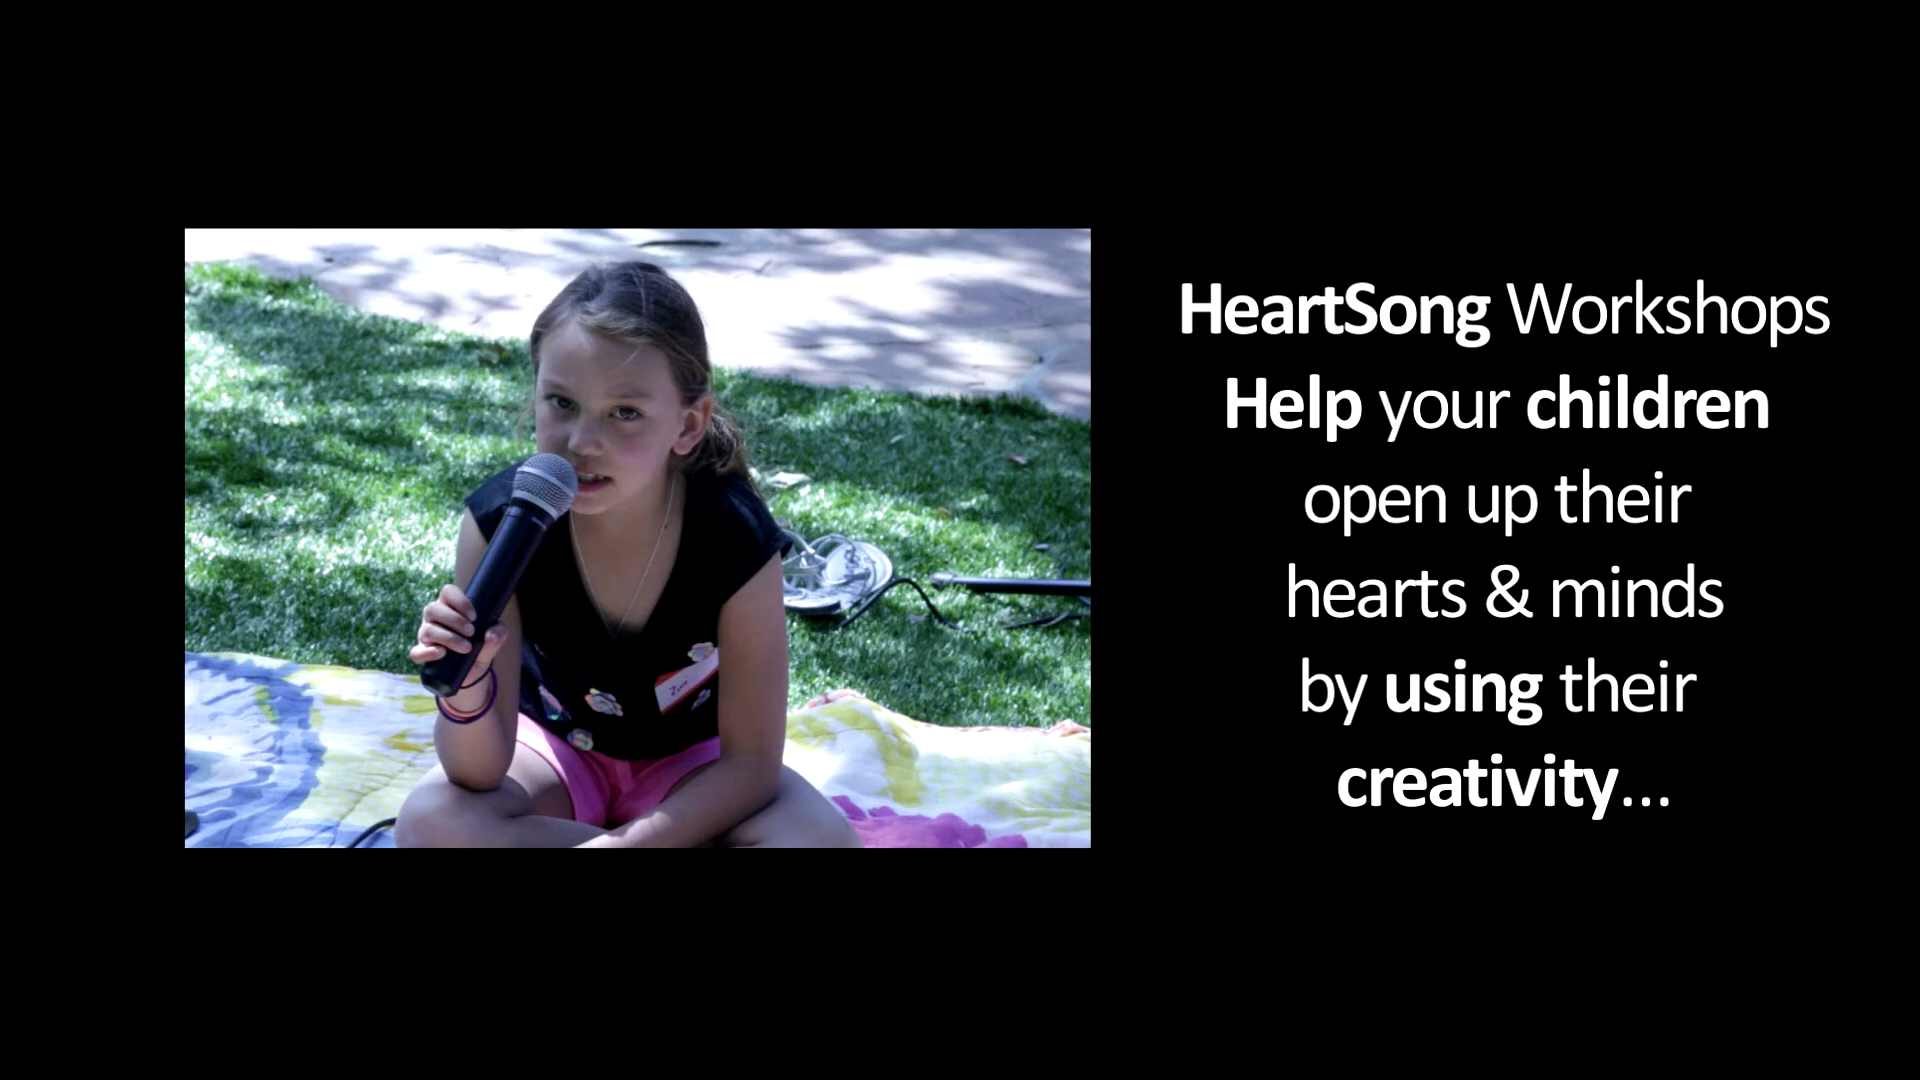 HeartSong Workshops
Help your children
open up their
hearts & minds
by using their
creativity...